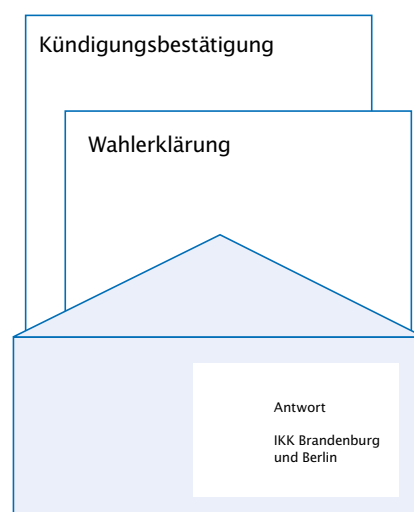 Kündigungsbestätigung
Wahlerklärung
Antwort
IKK Brandenburg
und Berlin